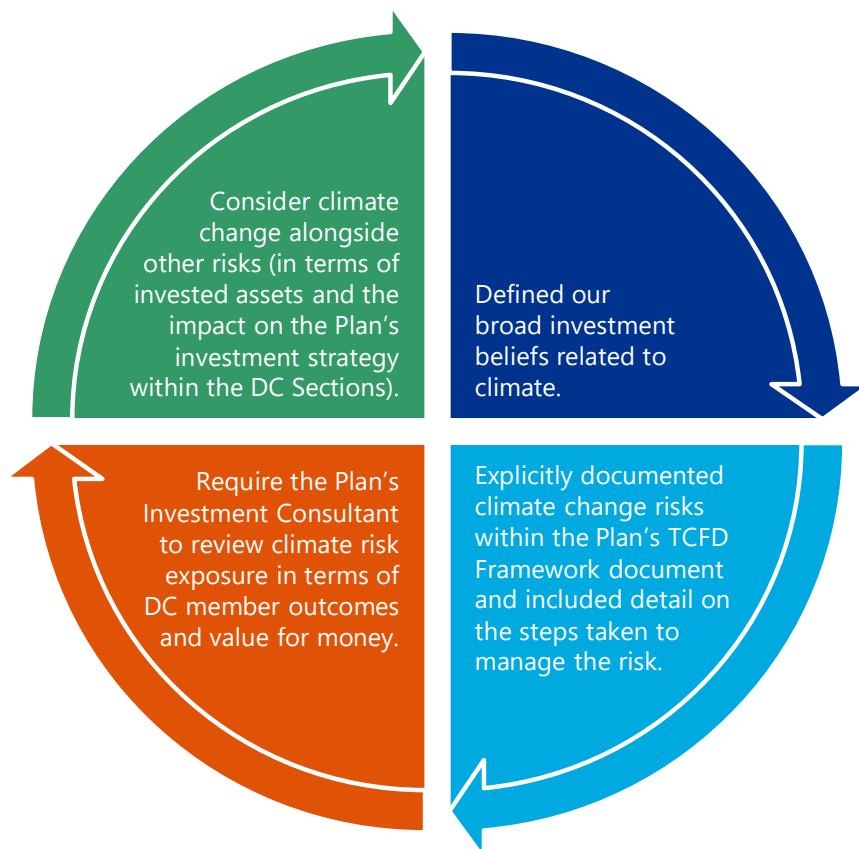 Consider climate
change alongside
other risks (in terms of
invested assets and the
impact on the Plan’s
investment strategy
within the DC Sections).
Defined our
broad investment
beliefs related to
climate.
Require the Plan’s
Investment Consultant
to review climate risk
exposure in terms of
DC member outcomes
and value for money.
Explicitly documented
climate change risks
within the Plan’s TCFD
Framework document
and included detail on
the steps taken to
manage the risk.